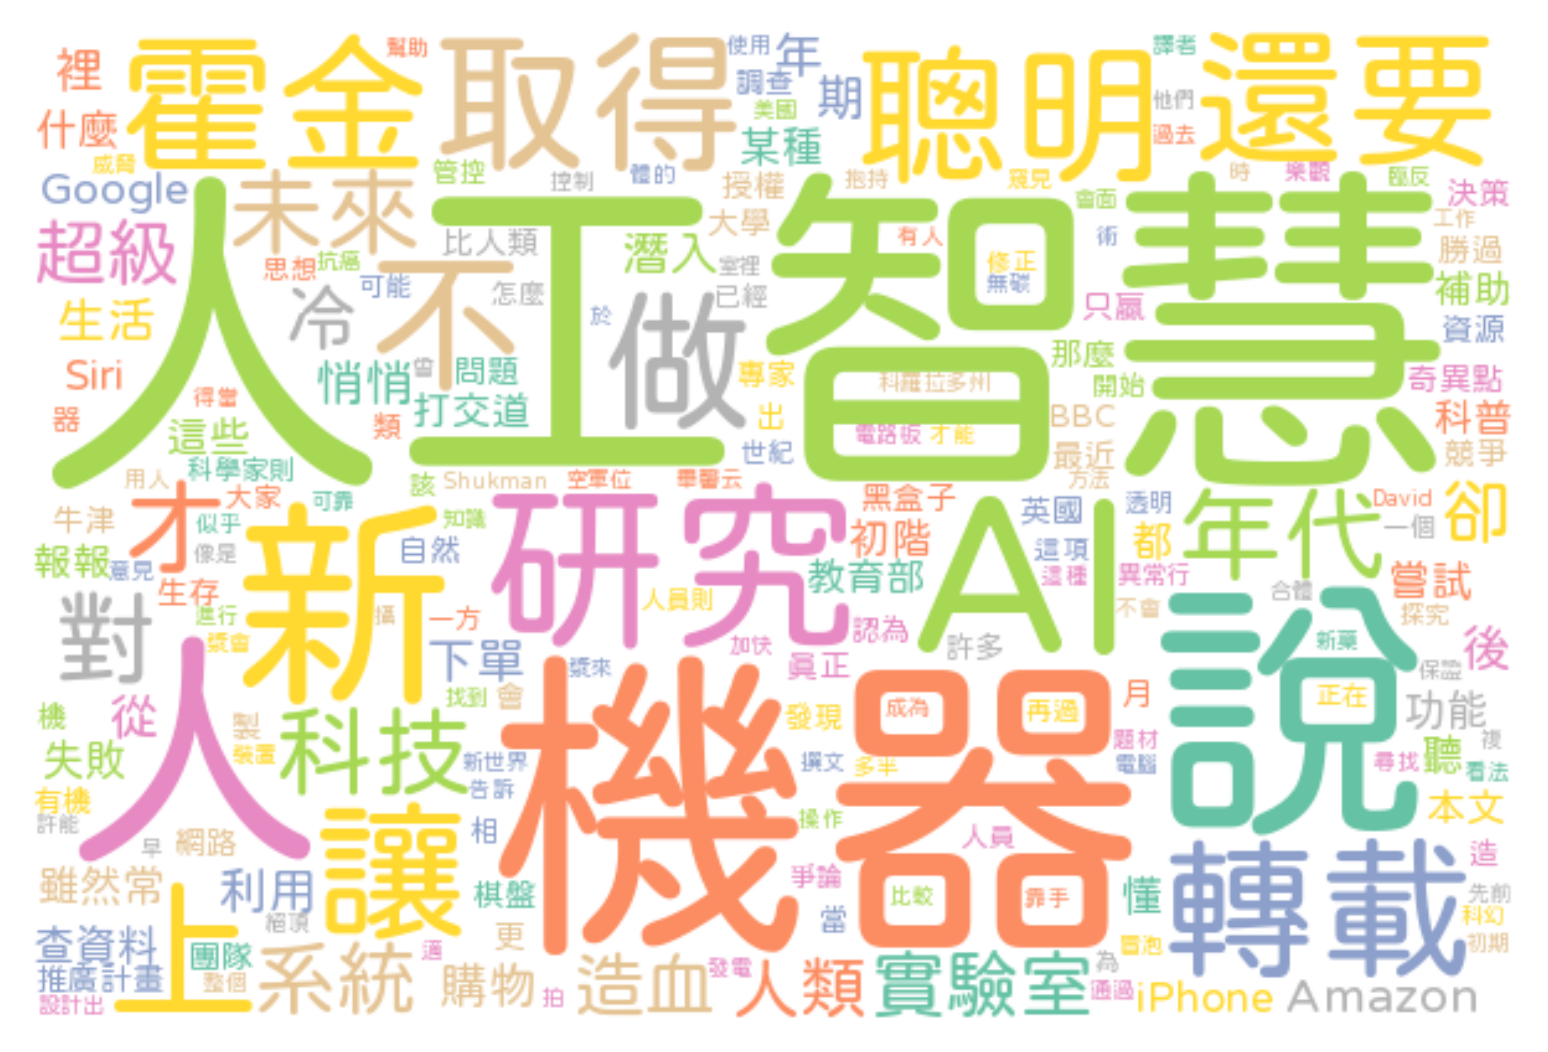 裡
霍金
幫助
取得
使用
年
調查
期
美國
某種
聰明
譯者
還要
他們
過去
什麼
威爾
Google
未來
管控
控制
體的
授權
抱持
窺見
時
樂觀
臨反
決策
超級
人工智慧
比人類
大學
潛入
有人
會面
術
工作
勝過
思想
抗癌
可能
不
怎麼
室裡
已經
修正
無碳
只贏
補助
生活
冷
於
做
資源
Siri
悄悄
曾
問題
專家
科羅拉多州
那麼
開始
奇異點
得當
器
類
打交道
出
BBC
科普
這些
世紀
電路板
才能
最近
競爭
科學家則
用人
該
Shukman
空軍位
畢馨云
方法
才
大家
可靠
黑盒子
透明
David
卻
牛津
似乎
新
知識
研究
初階
AI
英國
都
年代
一個
報報
意見
像是
自然
教育部
這項
這種
異常行
嘗試
生存
進行
攝
一方
人員則
不會
合體
探究
對
獎會
下單
加快
認為
許多
說
新藥
後
人
獎來
真正
保證
機
從
製
找到
會
機器
成為
再過
月
正在
功能
失敗
裝置
科技
新世界
發現
題材
電腦
尋找
聽
複
看法
有機
告訴
撰文
多半
本文
許能
早
網路
讓
相
操作
人員
造
雖然常
利用
棋盤
爭論
比較
靠手
懂
轉載
先前
絕頂
當
科幻
查資料
上
團隊
更
冒泡
初期
推廣計畫
整個
系統
適
購物
造血
發電
人類
實驗室
為
設計出
拍
通過
iPhone
Amazon